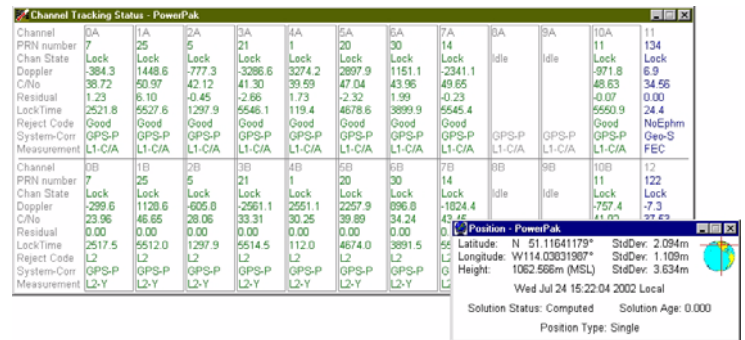 Channel Tracking Status - PowerPak
Channel 0A 1A 2A 3A 4A 5A 6A 7A 8A 9A 10A 11
PRN number 7 25 5 21 1 20 30 14 11 134
Chan State Lock Lock Lock Lock Lock Lock Lock Lock Idle Idle Lock Lock
Doppler -384.3 1448.6 -777.3 -3286.6 3274.2 2897.9 1151.1 -2341.1 -971.8 6.9
C/No 38.72 50.97 42.12 41.30 39.59 47.04 43.96 49.65 48.63 34.56
Residual 1.23 6.10 -0.45 -2.66 1.73 -2.32 1.99 -0.23 -0.07 0.00
LockTime 2521.8 5527.6 1297.9 5546.1 119.4 4678.6 3899.9 5545.4 5550.9 24.4
Reject Code Good Good Good Good Good Good Good Good Good NoEphm
System-Corr GPS-P GPS-P GPS-P GPS-P GPS-P GPS-P GPS-P GPS-P GPS-P GPS-P GPS-P Geo-S
Measurement L1-C/A L1-C/A L1-C/A L1-C/A L1-C/A L1-C/A L1-C/A L1-C/A L1-C/A L1-C/A L1-C/A FEC
Channel 0B 1B 2B 3B 4B 5B 6B 7B 8B 9B 10B 12
PRN number 7 25 5 21 1 20 30 14 11 122
Chan State Lock Lock Lock Lock Lock Lock Lock Lock Idle Idle Lock Lock
Doppler -299.6 1128.6 -605.8 -2561.1 2551.1 2257.9 896.8 -1824.4 -757.4 -7.3
C/No 23.96 46.65 28.06 33.31 30.25 39.89 34.24
Residual 0.00 0.00 0.00 0.00 0.00 0.00 0.00
LockTime 2517.5 5512.0 1297.9 5514.5 112.0 4674.0 3891.5
Reject Code L2 L2 L2 L2 L2 L2 L2
System-Corr GPS-P GPS-P GPS-P GPS-P GPS-P GPS-P GPS-P
Measurement L2-Y L2-Y L2-Y L2-Y L2-Y L2-Y L2-Y
Position - PowerPak
Latitude: N 51.11641179° StdDev: 2.094m
Longitude: W114.03831987° StdDev: 1.109m
Height: 1062.566m (MSL) StdDev: 3.634m
Wed Jul 24 15:22:04 2002 Local
Solution Status: Computed Solution Age: 0.000
Position Type: Single